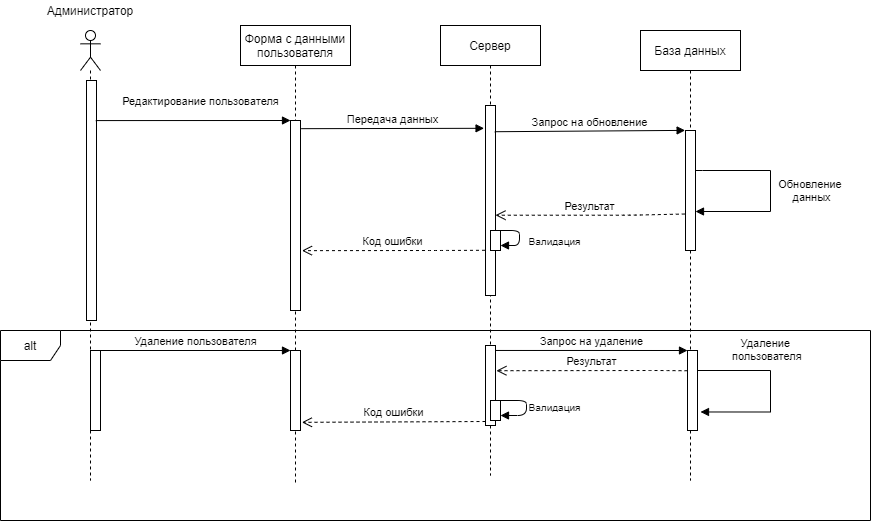 Администратор
Форма с данными
пользователя
Сервер
База данных
Редактирование пользователя
Передача данных
Запрос на обновление
Обновление
данных
Результат
Код ошибки
Валидация
alt
Удаление пользователя
Запрос на удаление
Удаление
пользователя
Результат
Код ошибки
Валидация